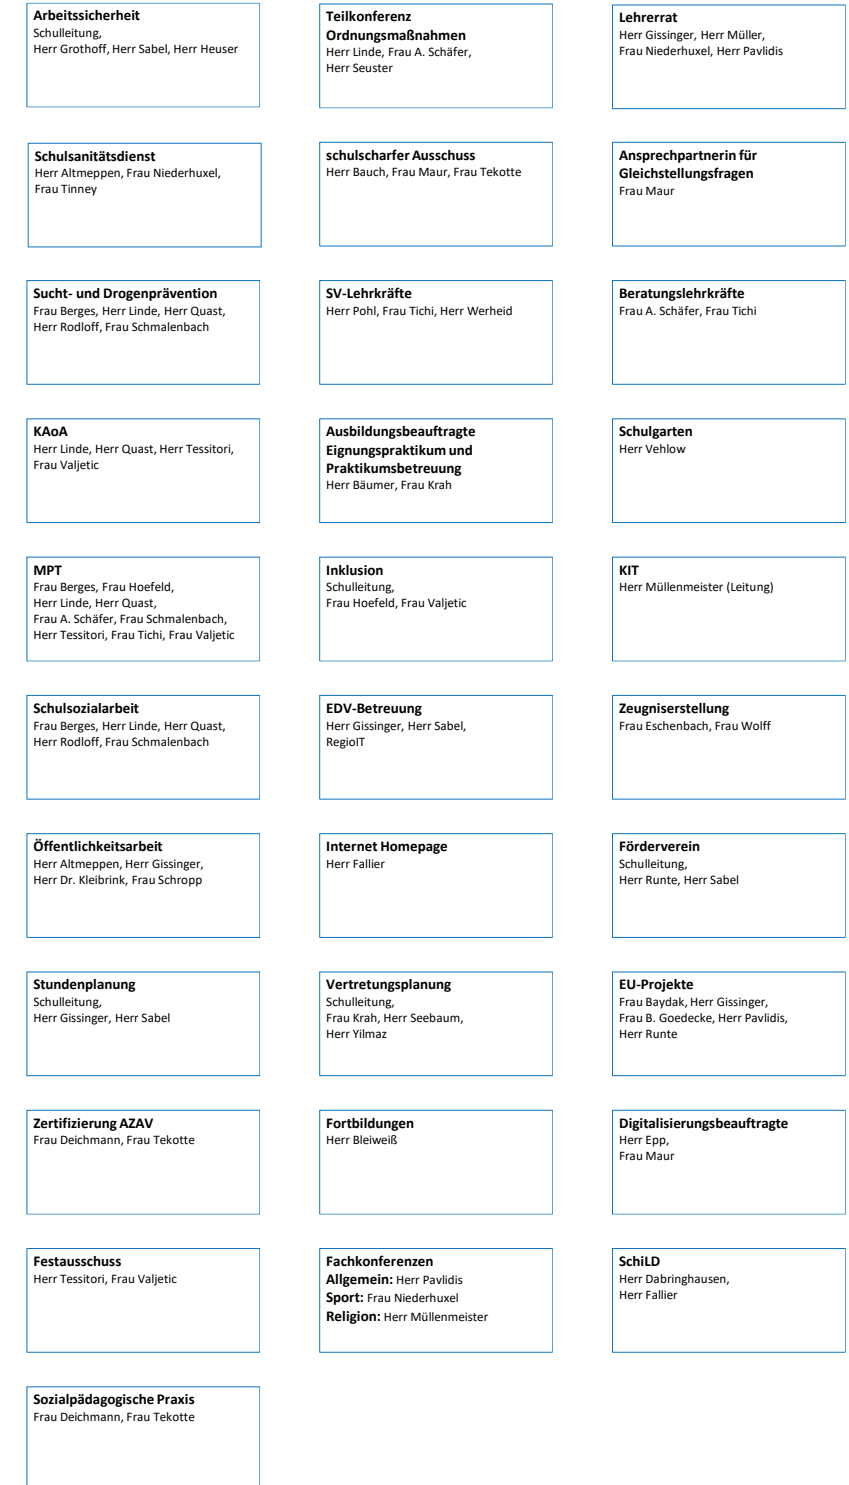 Arbeitssicherheit
Schulleitung,
Herr Grothoff, Herr Sabel, Herr Heuser
Teilkonferenz
Ordnungsmaßnahmen
Herr Linde, Frau A. Schäfer,
Herr Seuster
Lehrerrat
Herr Gissinger, Herr Müller,
Frau Niederhuxel, Herr Pavlidis
Schulsanitätsdienst
Herr Altmeppen, Frau Niederhuxel,
Frau Tinney
schulscharfer Ausschuss
Herr Bauch, Frau Maur, Frau Tekotte
Ansprechpartnerin für
Gleichstellungsfragen
Frau Maur
Sucht- und Drogenprävention
Frau Berges, Herr Linde, Herr Quast,
Herr Rodloff, Frau Schmalenbach
SV-Lehrkräfte
Herr Pohl, Frau Tichi, Herr Werheid
Beratungslehrkräfte
Frau A. Schäfer, Frau Tichi
KAoA
Herr Linde, Herr Quast, Herr Tessitori,
Frau Valjetic
Ausbildungsbeauftragte
Eignungspraktikum und
Praktikumsbetreuung
Herr Bäumer, Frau Krah
Schulgarten
Herr Vehlow
MPT
Frau Berges, Frau Hoefeld,
Herr Linde, Herr Quast,
Frau A. Schäfer, Frau Schmalenbach,
Herr Tessitori, Frau Tichi, Frau Valjetic
Inklusion
Schulleitung,
Frau Hoefeld, Frau Valjetic
KIT
Herr Müllenmeister (Leitung)
Schulsozialarbeit
Frau Berges, Herr Linde, Herr Quast,
Herr Rodloff, Frau Schmalenbach
EDV-Betreuung
Herr Gissinger, Herr Sabel,
RegioIT
Zeugniserstellung
Frau Eschenbach, Frau Wolff
Öffentlichkeitsarbeit
Herr Altmeppen, Herr Gissinger,
Herr Dr. Kleibrink, Frau Schropp
Internet Homepage
Herr Fallier
Förderverein
Schulleitung,
Herr Runte, Herr Sabel
Stundenplanung
Schulleitung,
Herr Gissinger, Herr Sabel
Vertretungsplanung
Schulleitung,
Frau Krah, Herr Seebaum,
Herr Yilmaz
EU-Projekte
Frau Baydak, Herr Gissinger,
Frau B. Goedecke, Herr Pavlidis,
Herr Runte
Zertifizierung AZAV
Frau Deichmann, Frau Tekotte
Fortbildungen
Herr Bleiweiß
Digitalisierungsbeauftragte
Herr Epp,
Frau Maur
Festausschuss
Herr Tessitori, Frau Valjetic
Fachkonferenzen
Allgemein: Herr Pavlidis
Sport: Frau Niederhuxel
Religion: Herr Müllenmeister
SchiLD
Herr Dabringhausen,
Herr Fallier
Sozialpädagogische Praxis
Frau Deichmann, Frau Tekotte